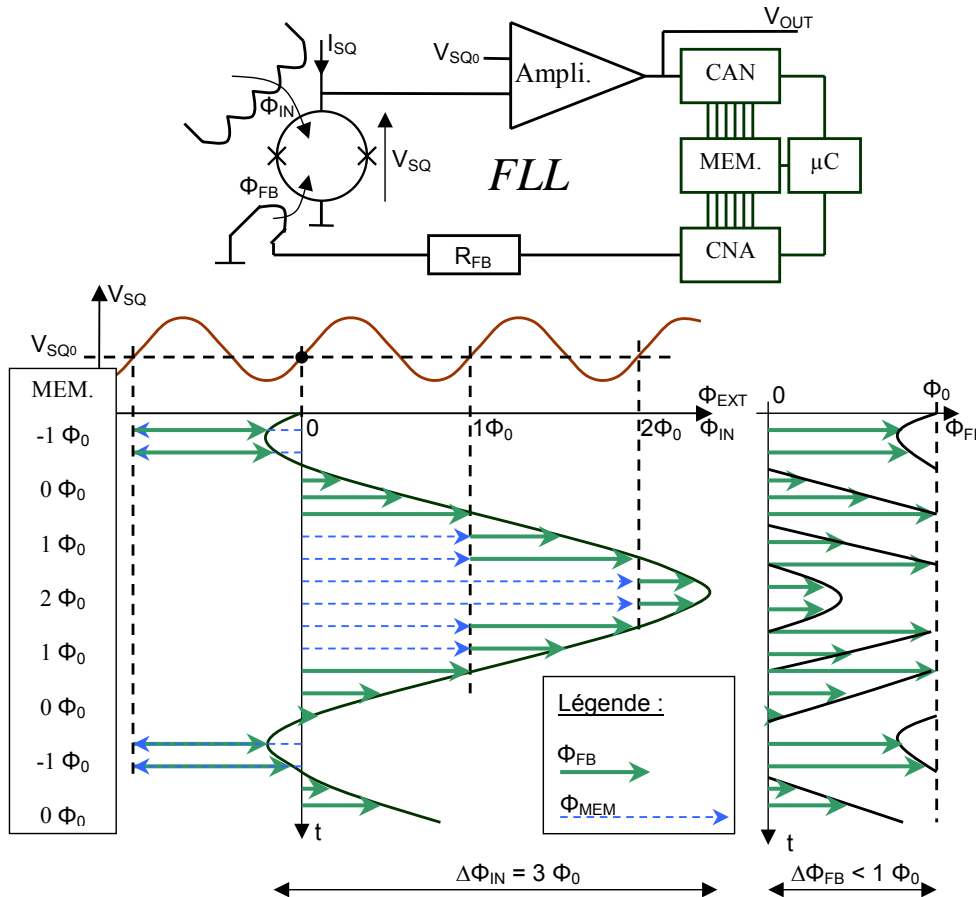 V_OUT
I_SQ
V_SQ0
Ampli.
CAN
Φ_IN
MEM.
µC
V_SQ
FLL
Φ_FB
CNA
R_FB
V_SQ
V_SQ0
MEM.
Φ_EXT
0
Φ_0
0
1Φ_0
2Φ_0
Φ_IN
Φ_FI
-1 Φ_0
0 Φ_0
1 Φ_0
2 Φ_0
1 Φ_0
0 Φ_0
-1 Φ_0
0 Φ_0
Légende :
Φ_FB
Φ_MEM
t
t
ΔΦ_IN = 3 Φ_0
ΔΦ_FB < 1 Φ_0